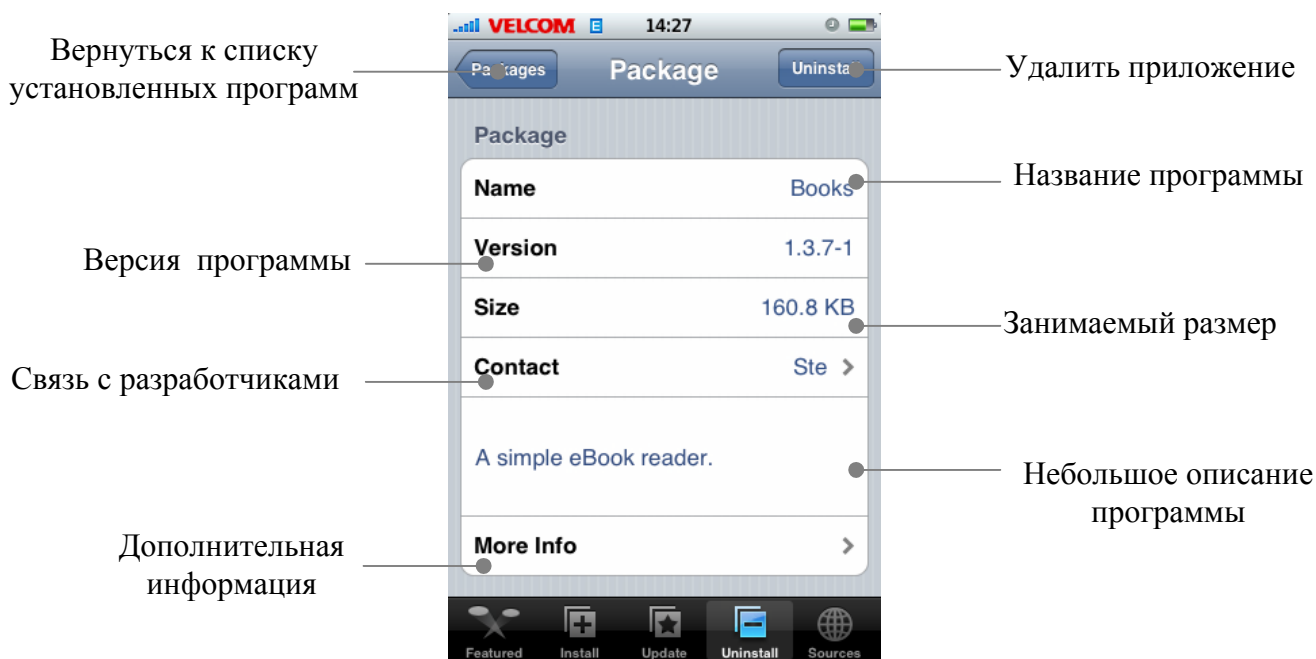 VELCOM E 14:27
Packages Package Uninstall
Вернуться к списку
установленных программ
Удалить приложение
Package
Name Books
Название программы
Version 1.3.7-1
Версия программы
Size 160.8 KB
Занимаемый размер
Contact Ste
Связь с разработчиками
A simple eBook reader.
Небольшое описание
программы
More Info
Дополнительная
информация
Featured Install Update Uninstall Sources